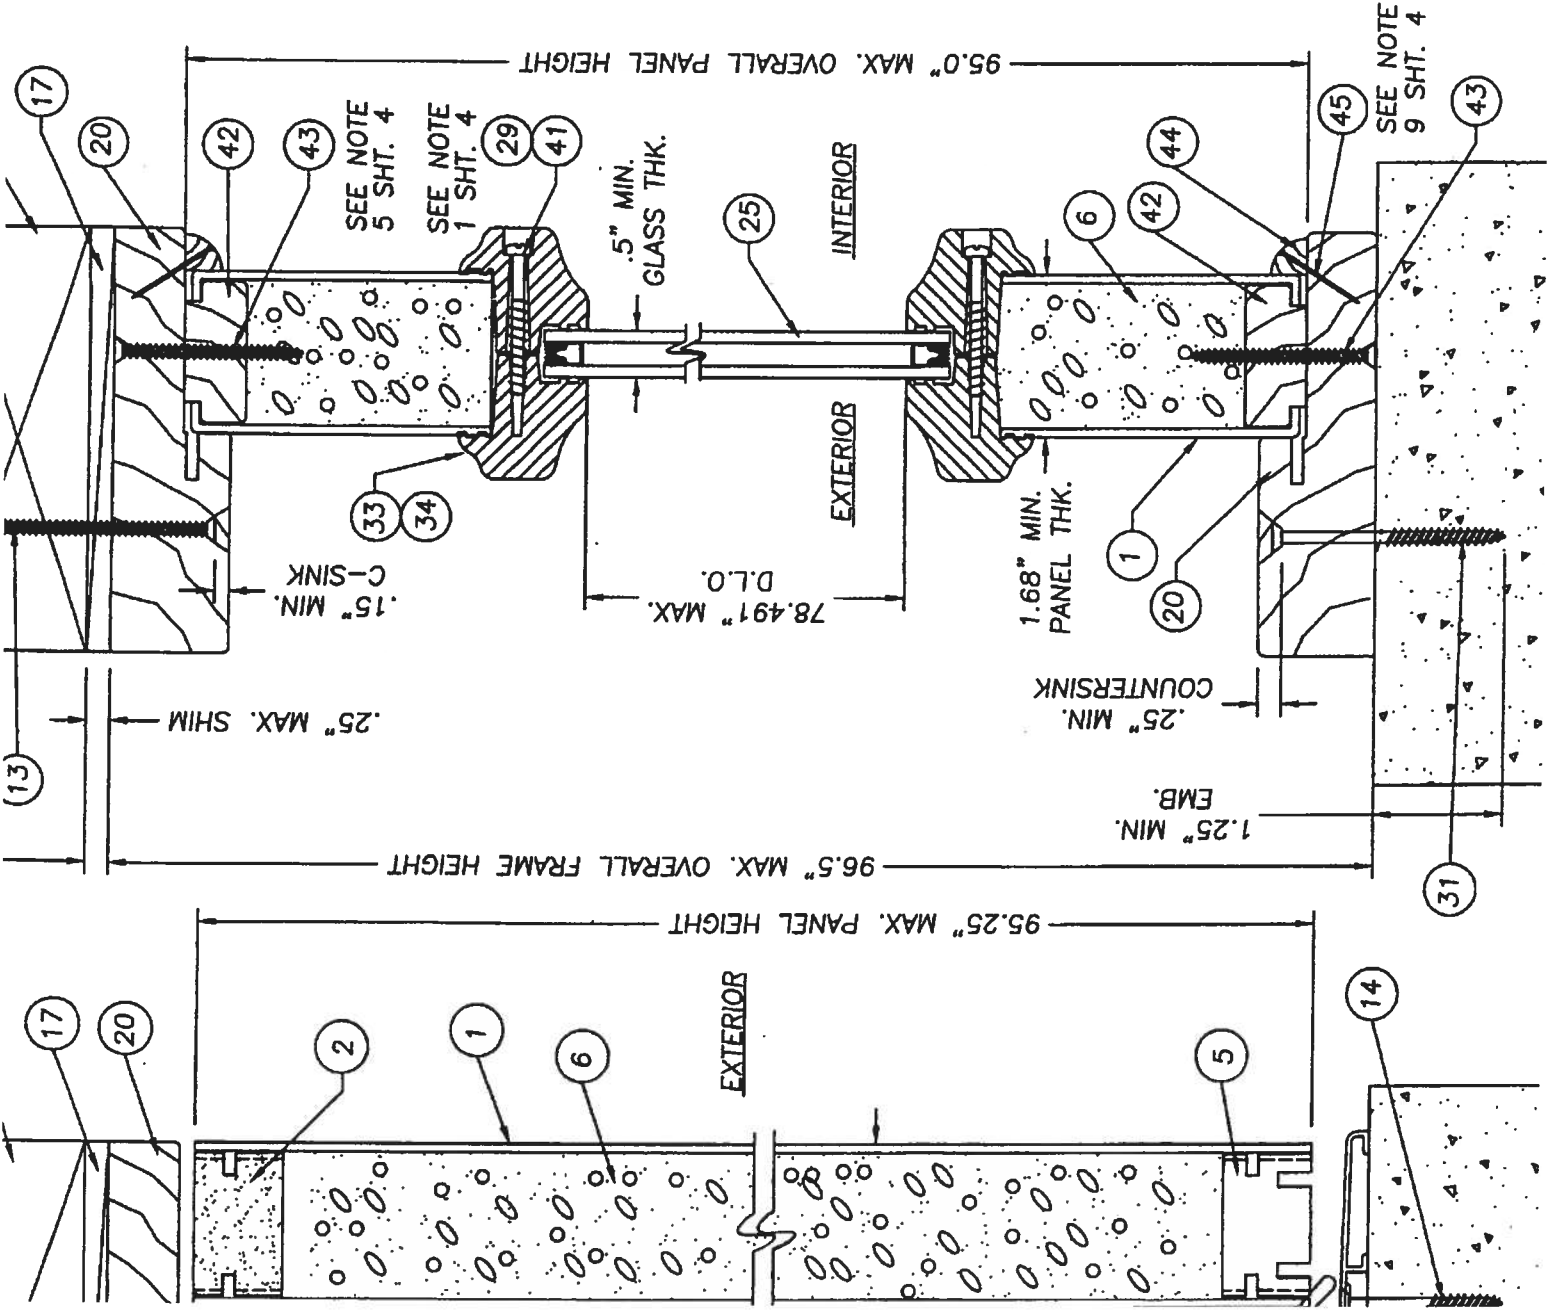 95.0" MAX. OVERALL PANEL HEIGHT
17
20
42
43
SEE NOTE
5 SHT. 4
SEE NOTE
1 SHT. 4
29
41
.5" MIN.
GLASS THK.
25
INTERIOR
EXTERIOR
6
42
44
45
SEE NOTE
9 SHT. 4
43
33
34
.15" MIN.
C-SINK
78.491" MAX.
D.L.O.
1.68" MIN.
PANEL THK.
1
20
.25" MIN.
COUNTERSINK
13
.25" MAX. SHIM
1.25" MIN.
EMB.
31
96.5" MAX. OVERALL FRAME HEIGHT
95.25" MAX. PANEL HEIGHT
17
20
2
1
6
EXTERIOR
5
14